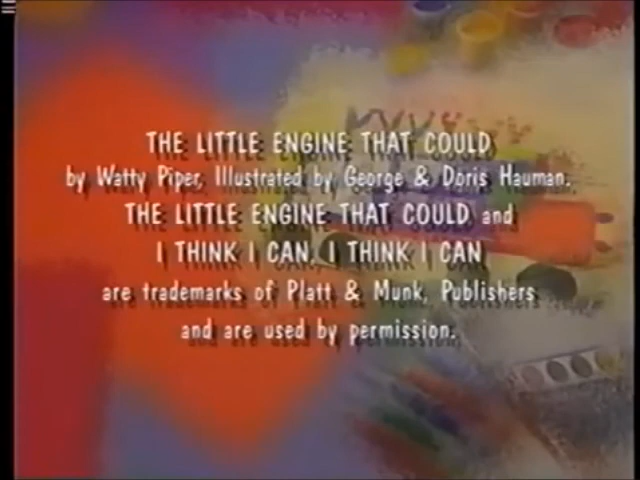 THE LITTLE ENGINE THAT COULD
by Watty Piper, Illustrated by George & Doris Hauman.
THE LITTLE ENGINE THAT COULD and
I THINK I CAN, I THINK I CAN
are trademarks of Platt & Munk, Publishers
and are used by permission.